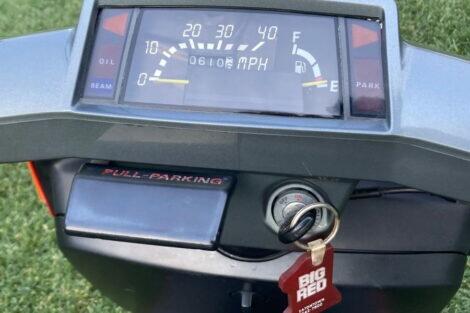 20 30 40
10
0
0610
MPH
F
E
OIL
BEAM
PARK
PULL-PARKING
BIG
RED